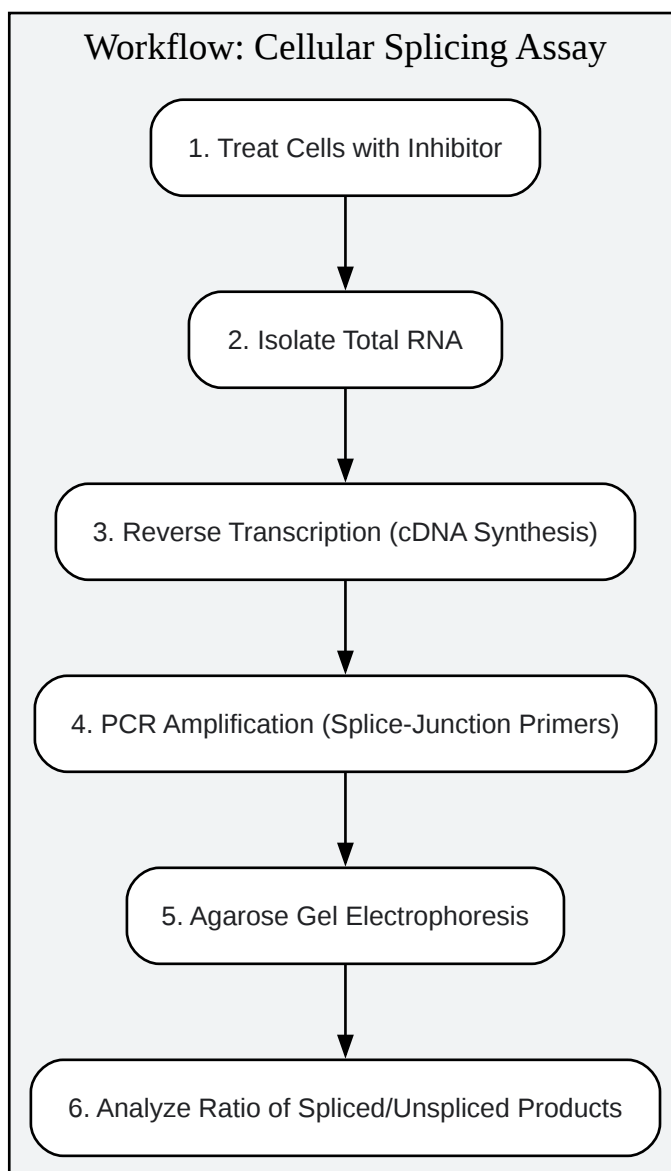 Workflow: Cellular Splicing Assay
1. Treat Cells with Inhibitor
2. Isolate Total RNA
3. Reverse Transcription (cDNA Synthesis)
4. PCR Amplification (Splice-Junction Primers)
5. Agarose Gel Electrophoresis
6. Analyze Ratio of Spliced/Unspliced Products